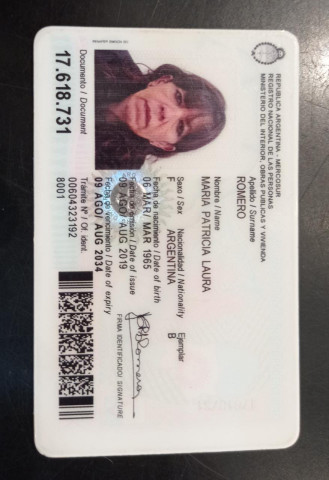 REPUBLICA ARGENTINA - MERCOSUR
REGISTRO NACIONAL DE LAS PERSONAS
MINISTERIO DEL INTERIOR, OBRAS PUBLICAS Y VIVIENDA
Apellido / Surname
ROMERO
Nombre / Name
MARIA PATRICIA LAURA
Sexo / Sex Nacionalidad / Nationality Ejemplar
F ARGENTINA B
Fecha de nacimiento / Date of birth
06 MAR/ MAR 1965
Fecha de emisión / Date of issue
09 AGO/ AUG 2019
Fecha de vencimiento / Date of expiry
09 AGO/ AUG 2034
FIRMA IDENTIFICADO/ SIGNATURE
Documento / Document
17.618.731
Trámite Nº / Of. ident.
00604323192
8001